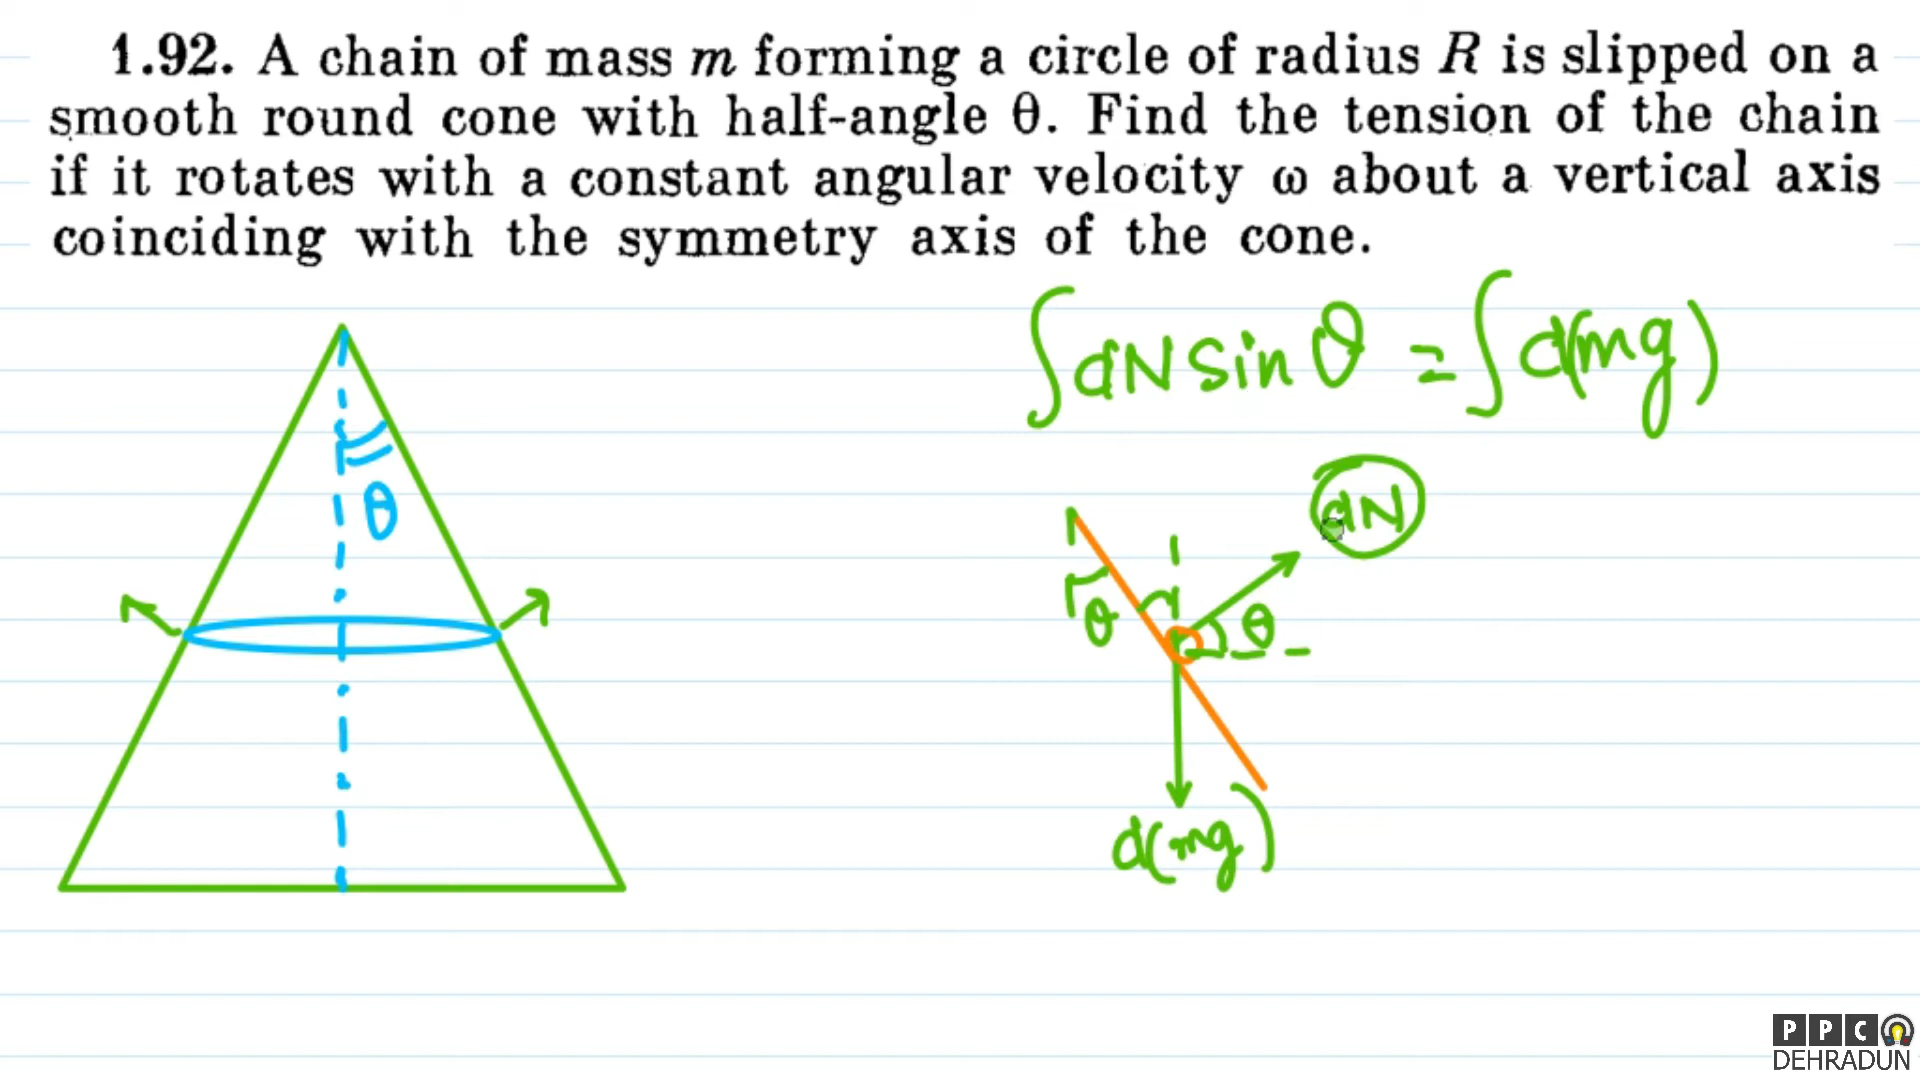 1.92. A chain of mass m forming a circle of radius R is slipped on a
smooth round cone with half-angle θ. Find the tension of the chain
if it rotates with a constant angular velocity ω about a vertical axis
coinciding with the symmetry axis of the cone.
∫dN sin θ = ∫d(mg)
θ
dN
θ
θ
d(mg)
PPC
DEHRADUN